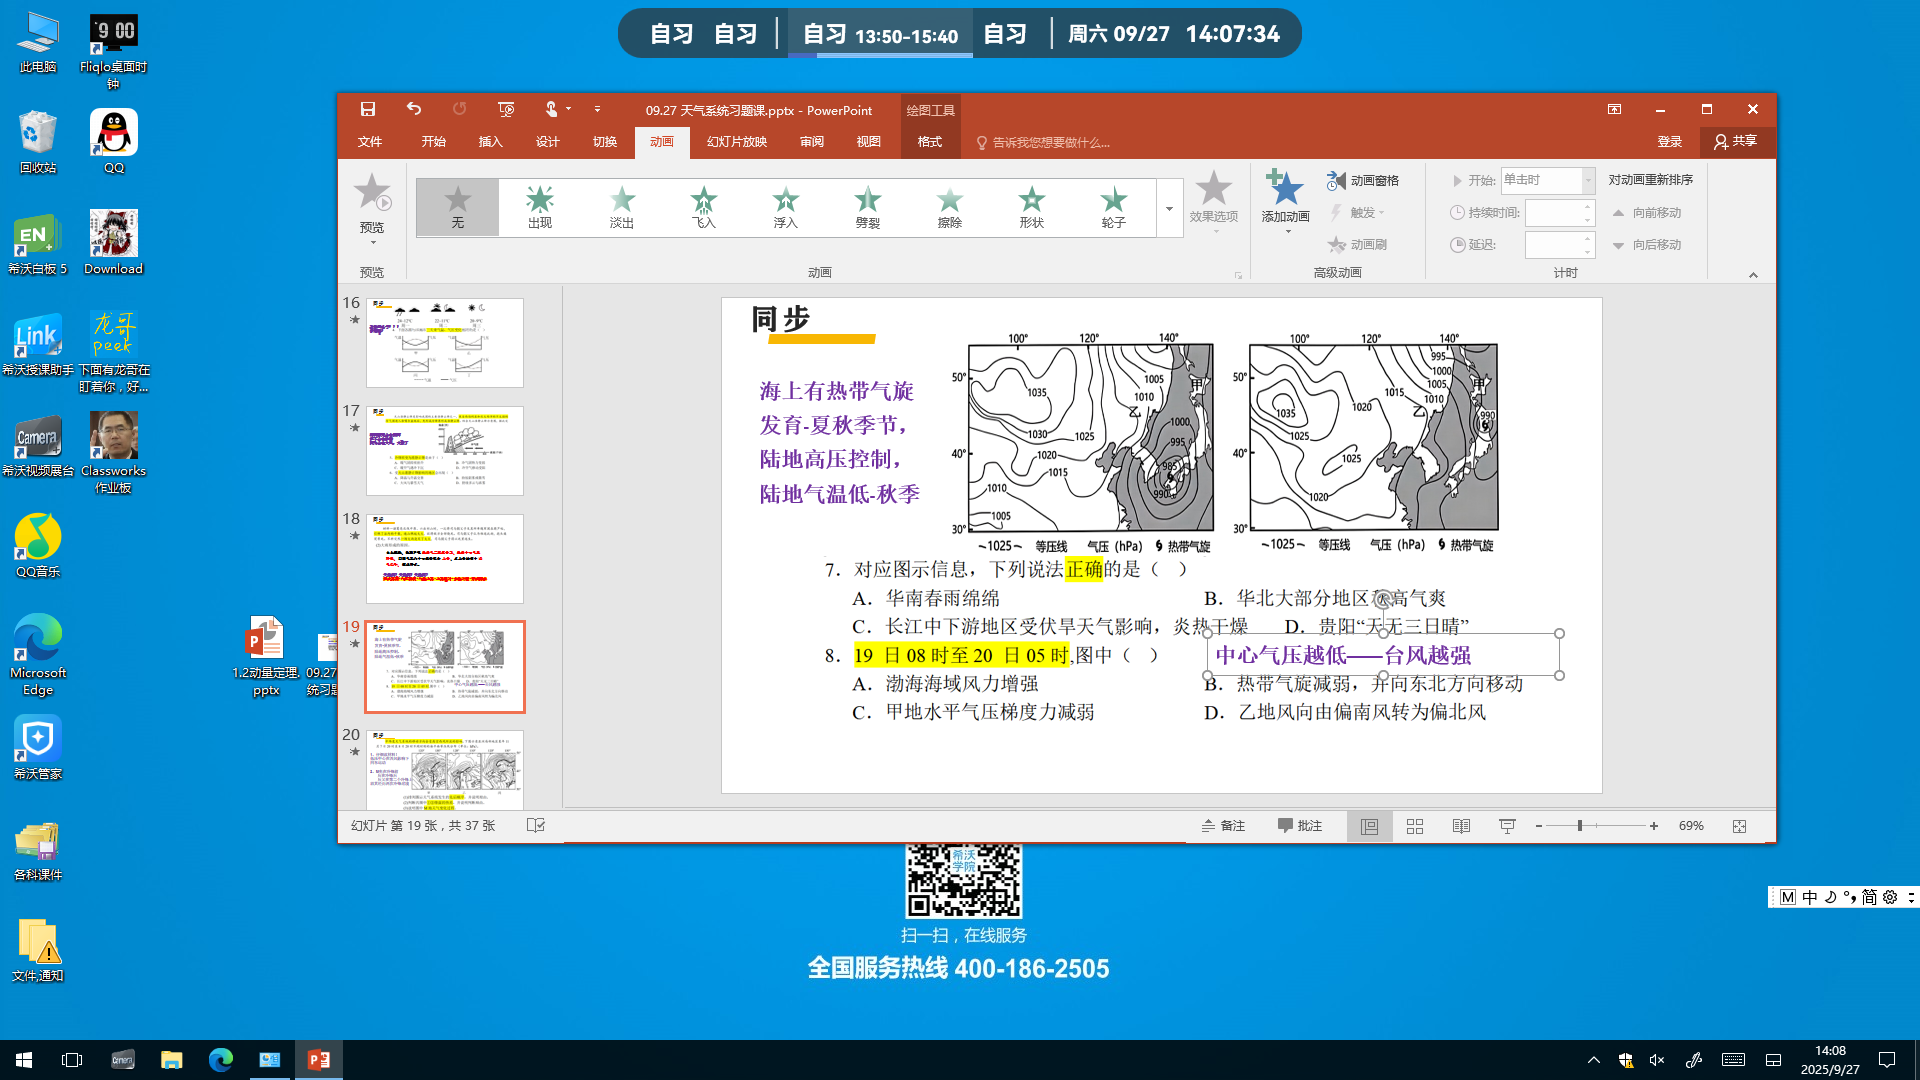 自习 自习 自习 13:50-15:40 自习 周六 09/27 14:07:34
此电脑
Fliqlo桌面时钟
回收站
QQ
希沃白板 5
Download
希沃授课助手
下面有龙哥在盯着你，好...
希沃视频展台
Classworks作业板
QQ音乐
Microsoft Edge
希沃管家
各科课件
文件,通知
龙哥
peek
EN
Link
Camera
9 00
1.2动量定理.pptx
09.27
09.27 天气系统习题课.pptx - PowerPoint
绘图工具
文件 开始 插入 设计 切换 动画 幻灯片放映 审阅 视图 格式 告诉我您想要做什么... 登录 共享
预览
无 出现 淡出 飞入 浮入 劈裂 擦除 形状 轮子
效果选项
添加动画
动画窗格
触发
动画刷
开始: 单击时
持续时间:
延迟:
对动画重新排序
向前移动
向后移动
预览 动画 高级动画 计时
16
17
18
19
20
同步
海上有热带气旋
发育-夏秋季节，
陆地高压控制，
陆地气温低-秋季
100° 120° 140°
50°
40°
30°
1035
1030
1025
1020
1015
1010
1005
1005
1010
1000
995
985
990
甲
乙
-1025- 等压线 气压 (hPa) 热带气旋
100° 120° 140°
50°
40°
30°
995
1000
1005
1010
1015
1020
1035
1025
1025
1020
990
甲
乙
-1025- 等压线 气压 (hPa) 热带气旋
7．对应图示信息，下列说法正确的是（ ）
A．华南春雨绵绵 B．华北大部分地区秋高气爽
C．长江中下游地区受伏旱天气影响，炎热干燥 D．贵阳“天无三日晴”
8．19 日 08 时至 20 日 05 时,图中（ ）
中心气压越低——台风越强
A．渤海海域风力增强 B．热带气旋减弱，并向东北方向移动
C．甲地水平气压梯度力减弱 D．乙地风向由偏南风转为偏北风
幻灯片 第 19 张，共 37 张
备注 批注 69%
希沃学院
扫一扫，在线服务
全国服务热线 400-186-2505
M 中 简
14:08
2025/9/27